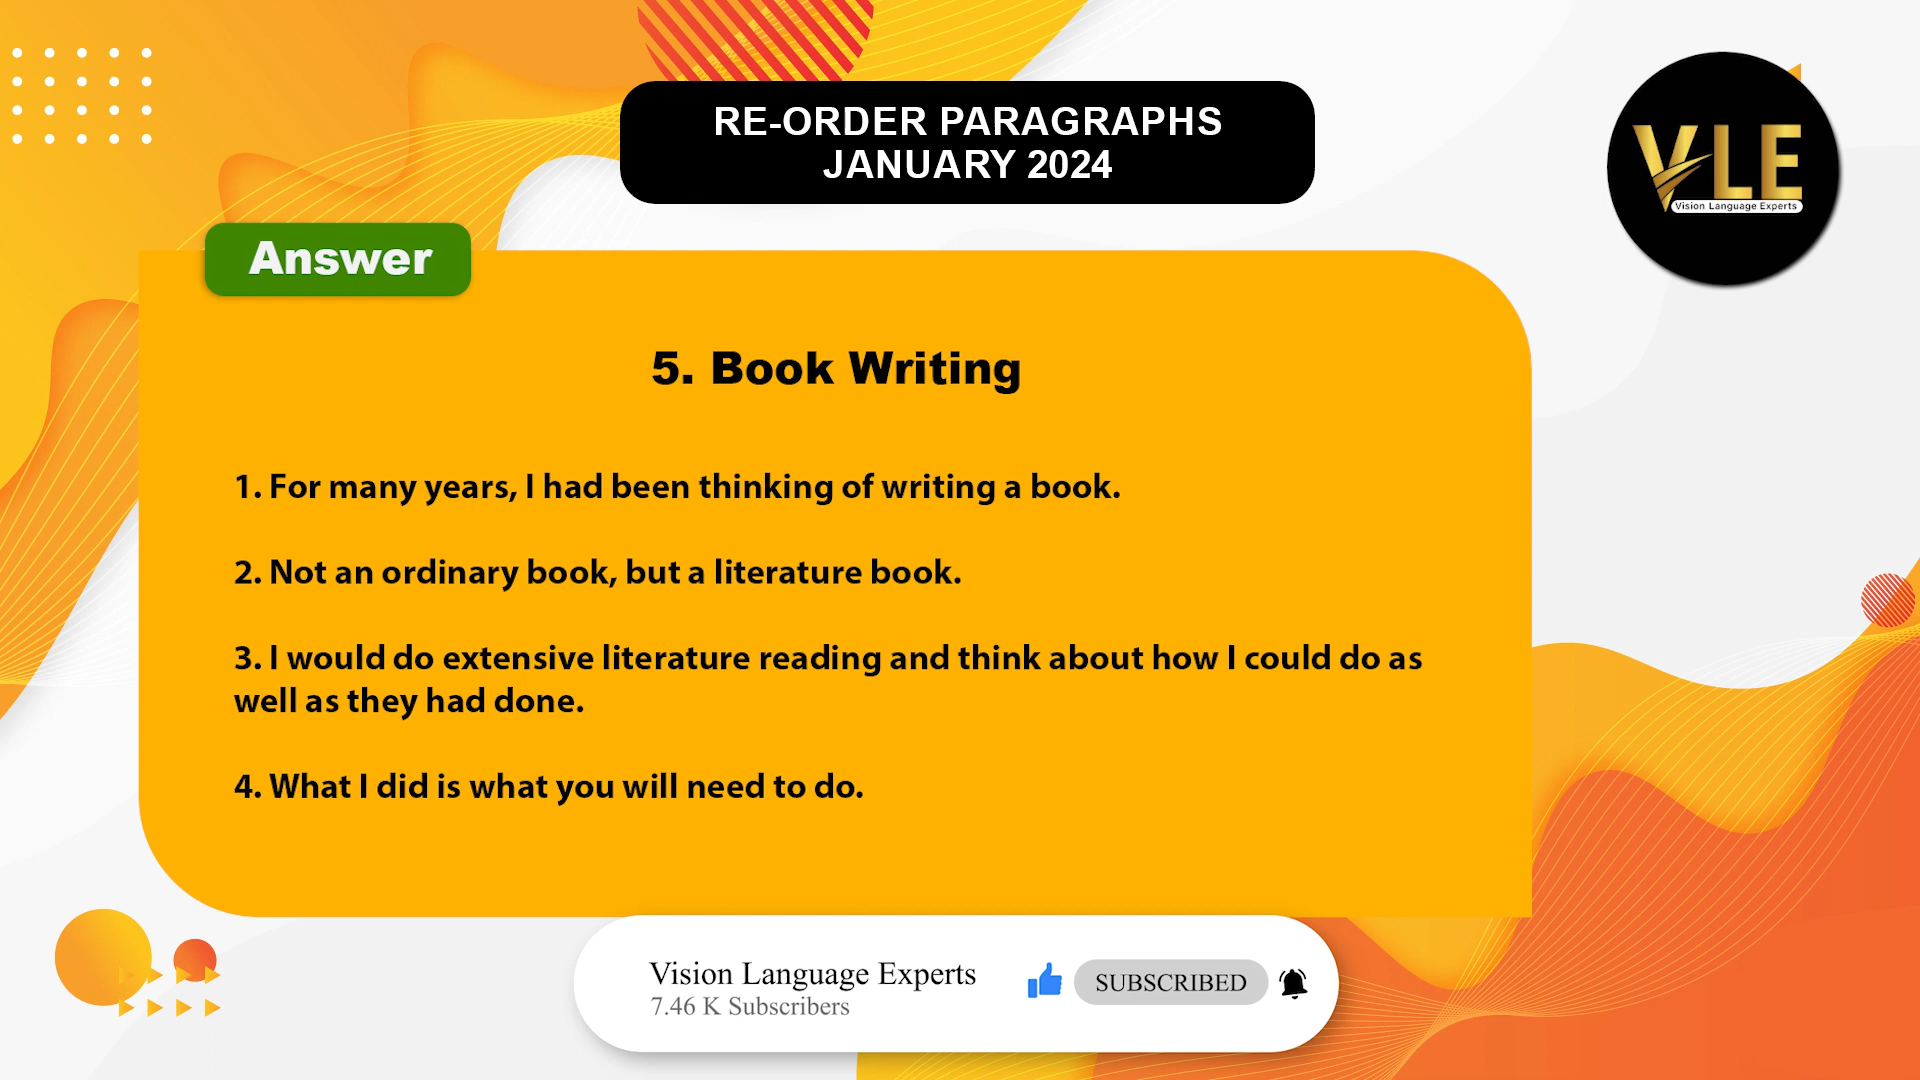 RE-ORDER PARAGRAPHS
JANUARY 2024
VLE
Vision Language Experts
Answer
5. Book Writing
1. For many years, I had been thinking of writing a book.
2. Not an ordinary book, but a literature book.
3. I would do extensive literature reading and think about how I could do as
well as they had done.
4. What I did is what you will need to do.
Vision Language Experts
7.46 K Subscribers
SUBSCRIBED